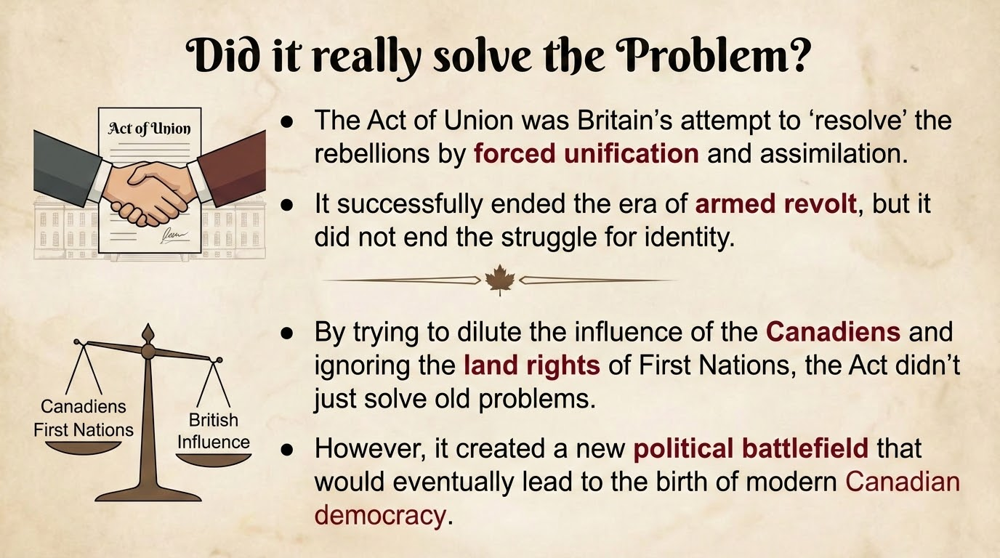 Did it really solve the Problem?
Act of Union
● The Act of Union was Britain’s attempt to ‘resolve’ the
rebellions by forced unification and assimilation.
● It successfully ended the era of armed revolt, but it
did not end the struggle for identity.
Canadiens
First Nations
British
Influence
● By trying to dilute the influence of the Canadiens and
ignoring the land rights of First Nations, the Act didn’t
just solve old problems.
● However, it created a new political battlefield that
would eventually lead to the birth of modern Canadian
democracy.